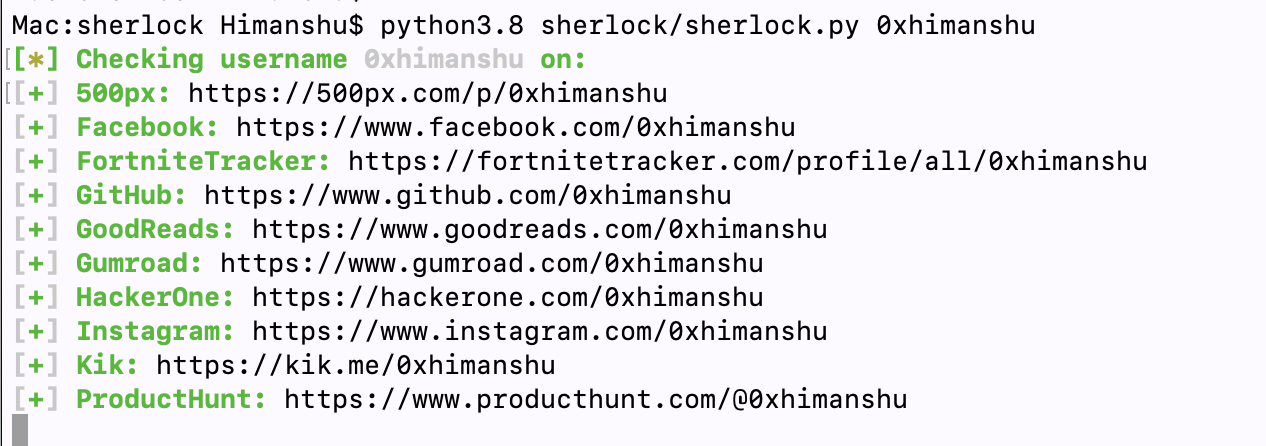 Mac:sherlock Himanshu$ python3.8 sherlock/sherlock.py 0xhimanshu
[[*] Checking username 0xhimanshu on:
[[+] 500px: https://500px.com/p/0xhimanshu
[+] Facebook: https://www.facebook.com/0xhimanshu
[+] FortniteTracker: https://fortnitetracker.com/profile/all/0xhimanshu
[+] GitHub: https://www.github.com/0xhimanshu
[+] GoodReads: https://www.goodreads.com/0xhimanshu
[+] Gumroad: https://www.gumroad.com/0xhimanshu
[+] HackerOne: https://hackerone.com/0xhimanshu
[+] Instagram: https://www.instagram.com/0xhimanshu
[+] Kik: https://kik.me/0xhimanshu
[+] ProductHunt: https://www.producthunt.com/@0xhimanshu